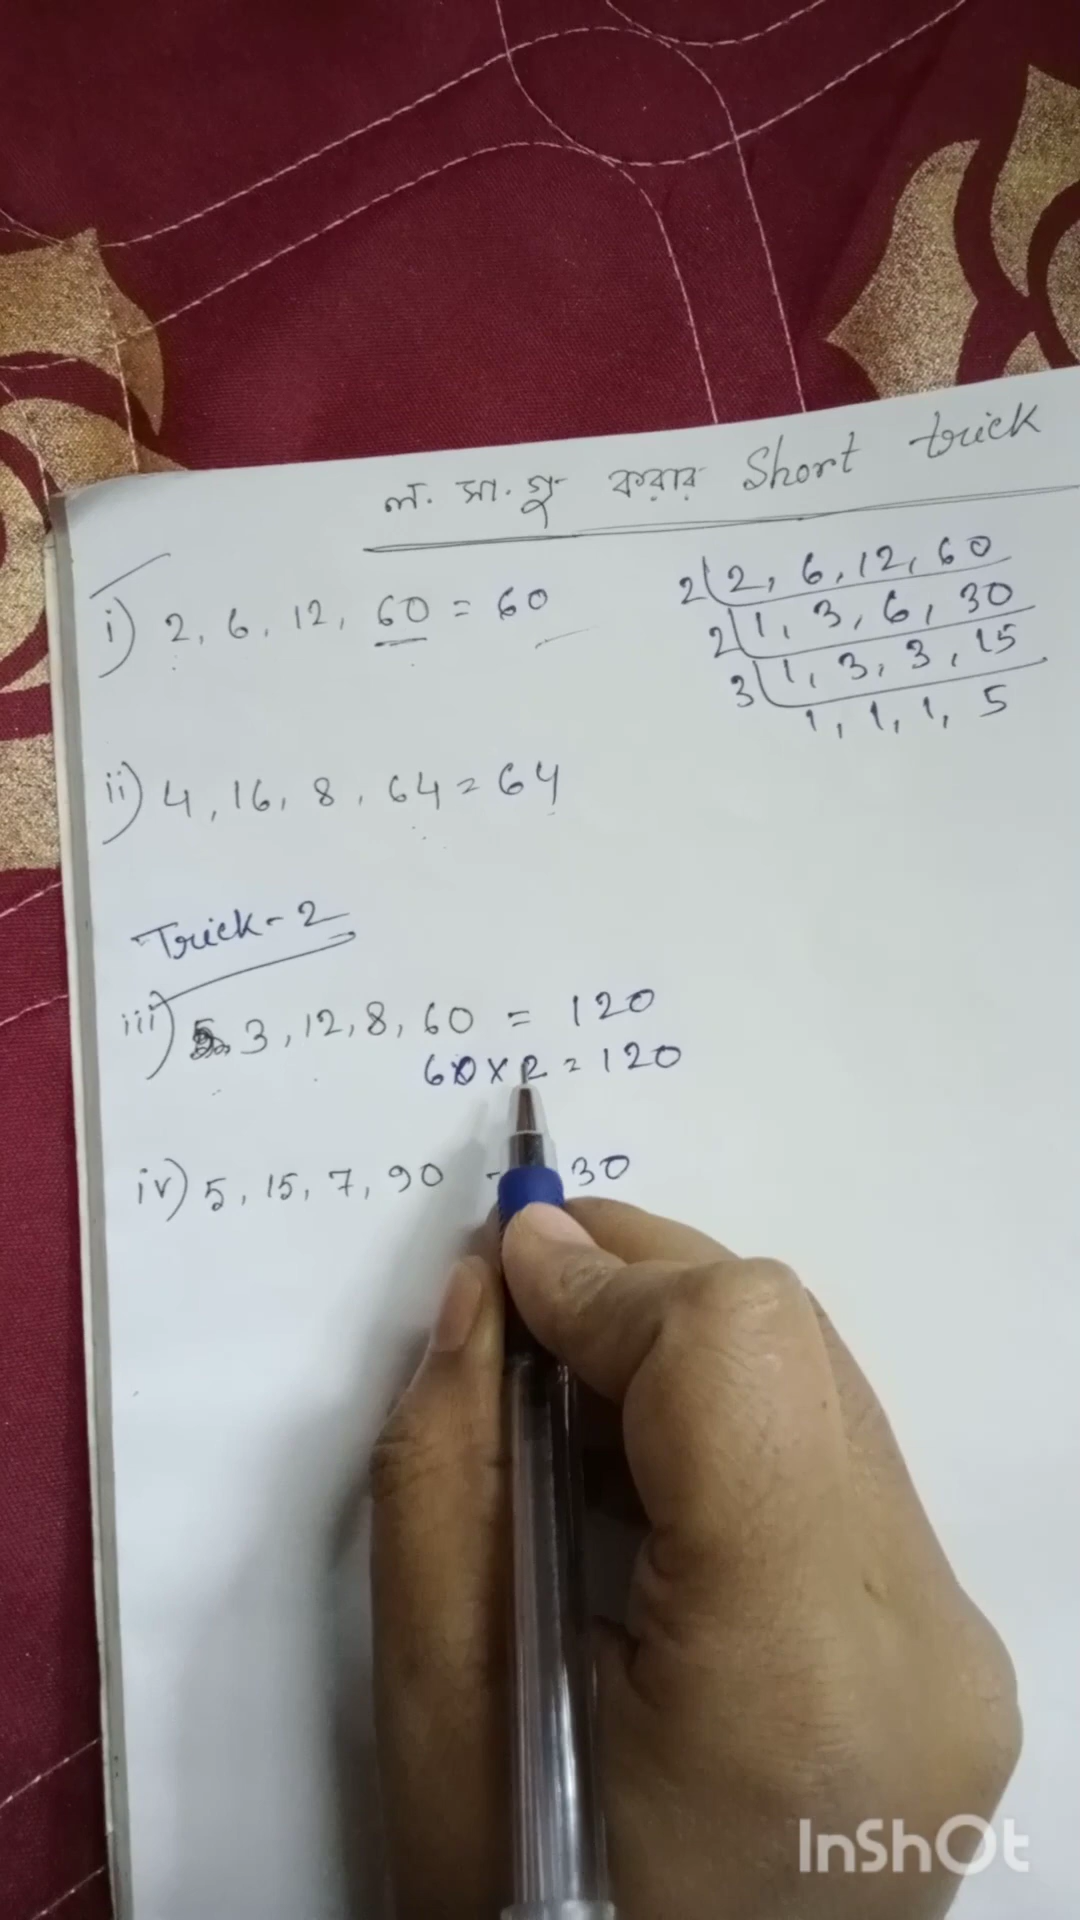 ল. সা. গু করার Short trick
i) 2, 6, 12, 60 = 60
2 2, 6, 12, 60
2 1, 3, 6, 30
3 1, 3, 3, 15
1, 1, 1, 5
ii) 4, 16, 8, 64 = 64
Trick-2
iii) 3, 12, 8, 60 = 120
60 x 2 = 120
iv) 5, 15, 7, 90 30
InShOt